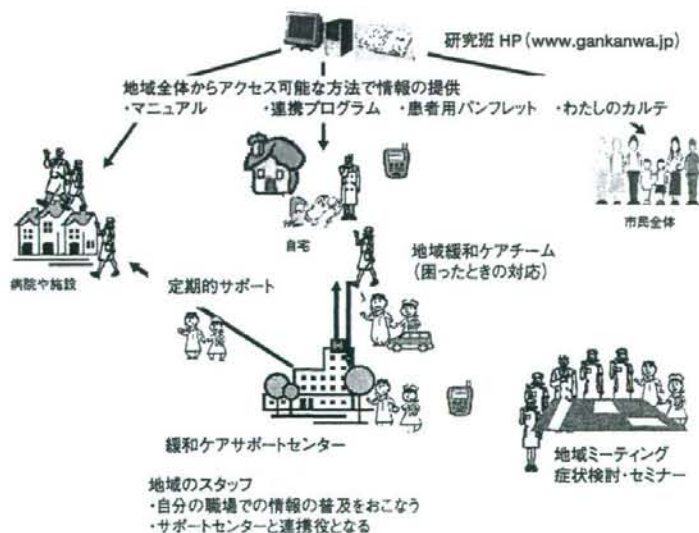 研究班 HP(www.gankanwa.jp)
地域全体からアクセス可能な方法で情報の提供
・マニュアル ・連携プログラム ・患者用パンフレット ・わたしのカルテ
市民全体
自宅
病院や施設
定期的サポート
地域緩和ケアチーム
(困ったときの対応)
緩和ケアサポートセンター
地域ミーティング
症状検討・セミナー
地域のスタッフ
・自分の職場での情報の普及をおこなう
・サポートセンターと連携役となる